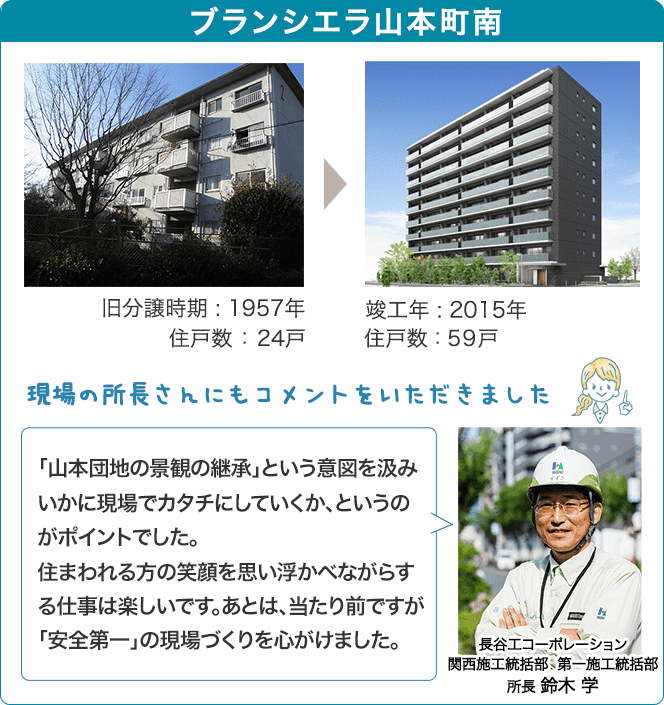 ブランシエラ山本町南
旧分譲時期：1957年
住戸数：24戸
竣工年：2015年
住戸数：59戸
現場の所長さんにもコメントをいただきました
「山本団地の景観の継承」という意図を汲み
いかに現場でカタチにしていくか、というの
がポイントでした。
住まわれる方の笑顔を思い浮かべながらす
る仕事は楽しいです。あとは、当たり前ですが
「安全第一」の現場づくりを心がけました。
長谷工コーポレーション
関西施工統括部 第一施工統括部
所長 鈴木 学